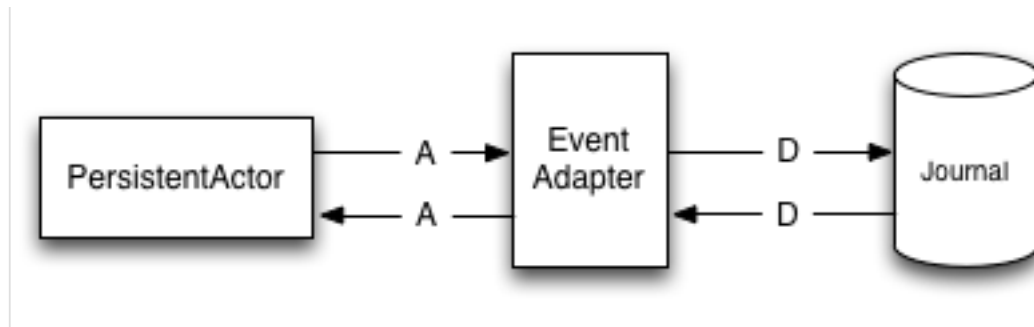 PersistentActor
A
A
Event
Adapter
D
D
Journal